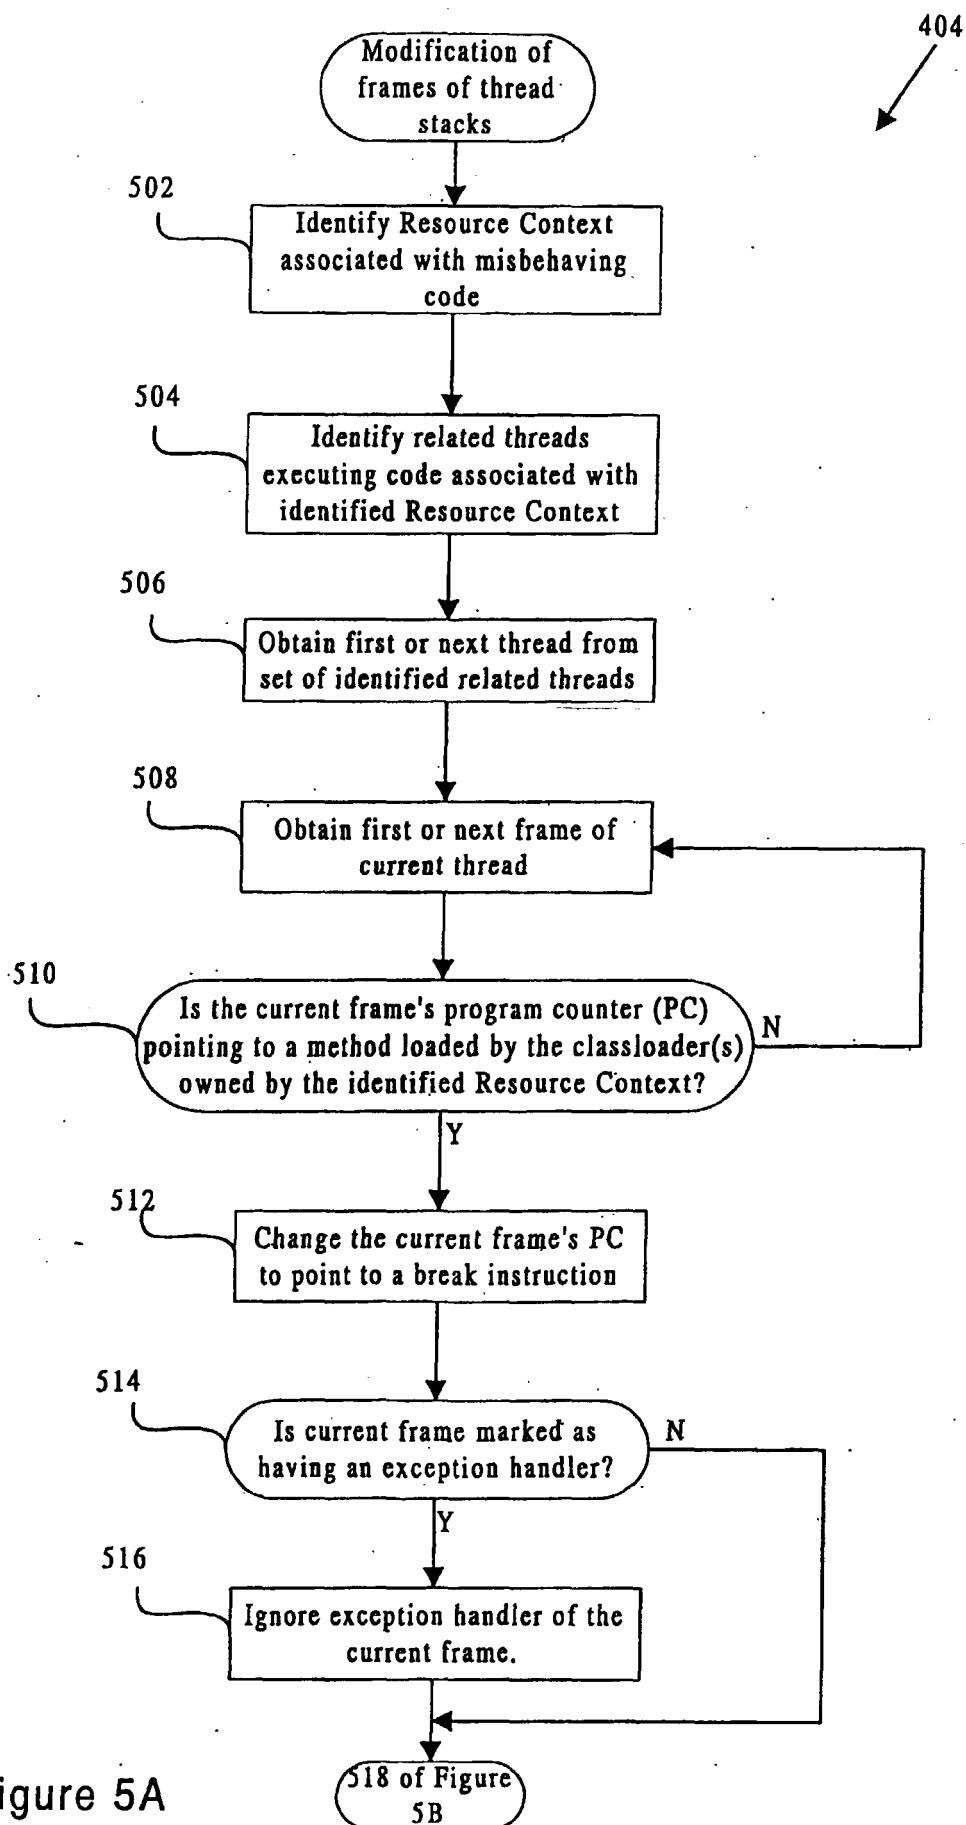 404
Modification of
frames of thread
stacks
502
Identify Resource Context
associated with misbehaving
code
504
Identify related threads
executing code associated with
identified Resource Context
506
Obtain first or next thread from
set of identified related threads
508
Obtain first or next frame of
current thread
510
Is the current frame's program counter (PC)
pointing to a method loaded by the classloader(s)
owned by the identified Resource Context?
N
Y
512
Change the current frame's PC
to point to a break instruction
514
Is current frame marked as
having an exception handler?
N
Y
516
Ignore exception handler of the
current frame.
518 of Figure
5B
igure 5A